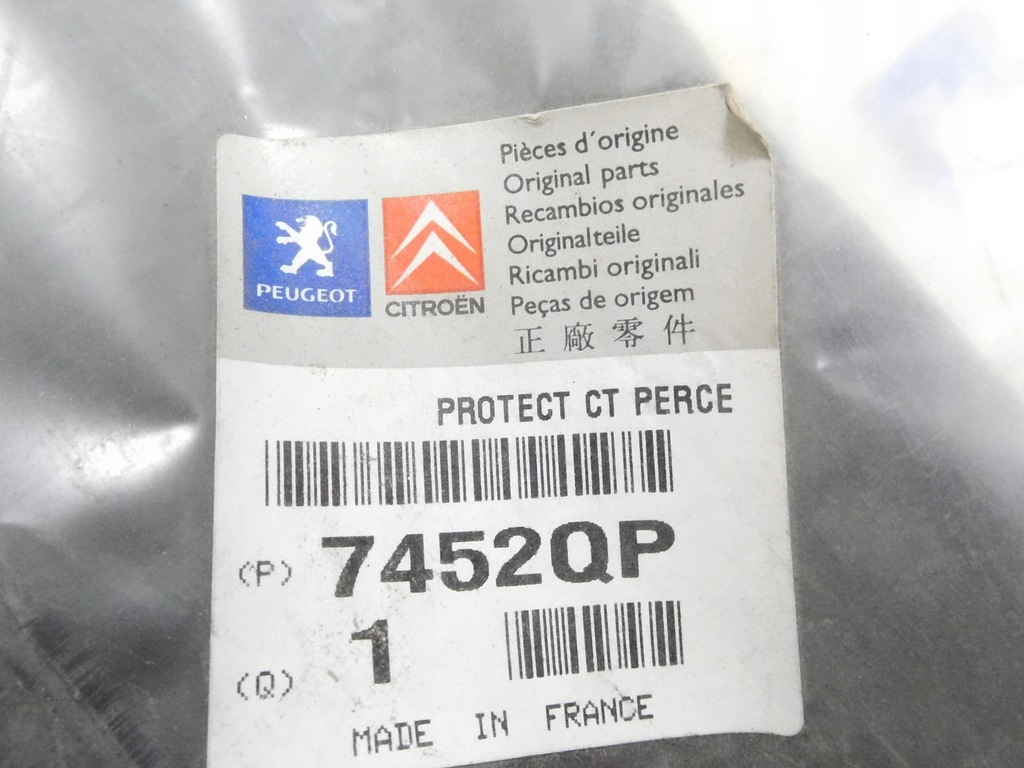 PEUGEOT
CITROËN
Pièces d'origine
Original parts
Recambios originales
Originalteile
Ricambi originali
Peças de origem
正廠零件
PROTECT CT PERCE
(P) 7452QP
(Q) 1
MADE IN FRANCE